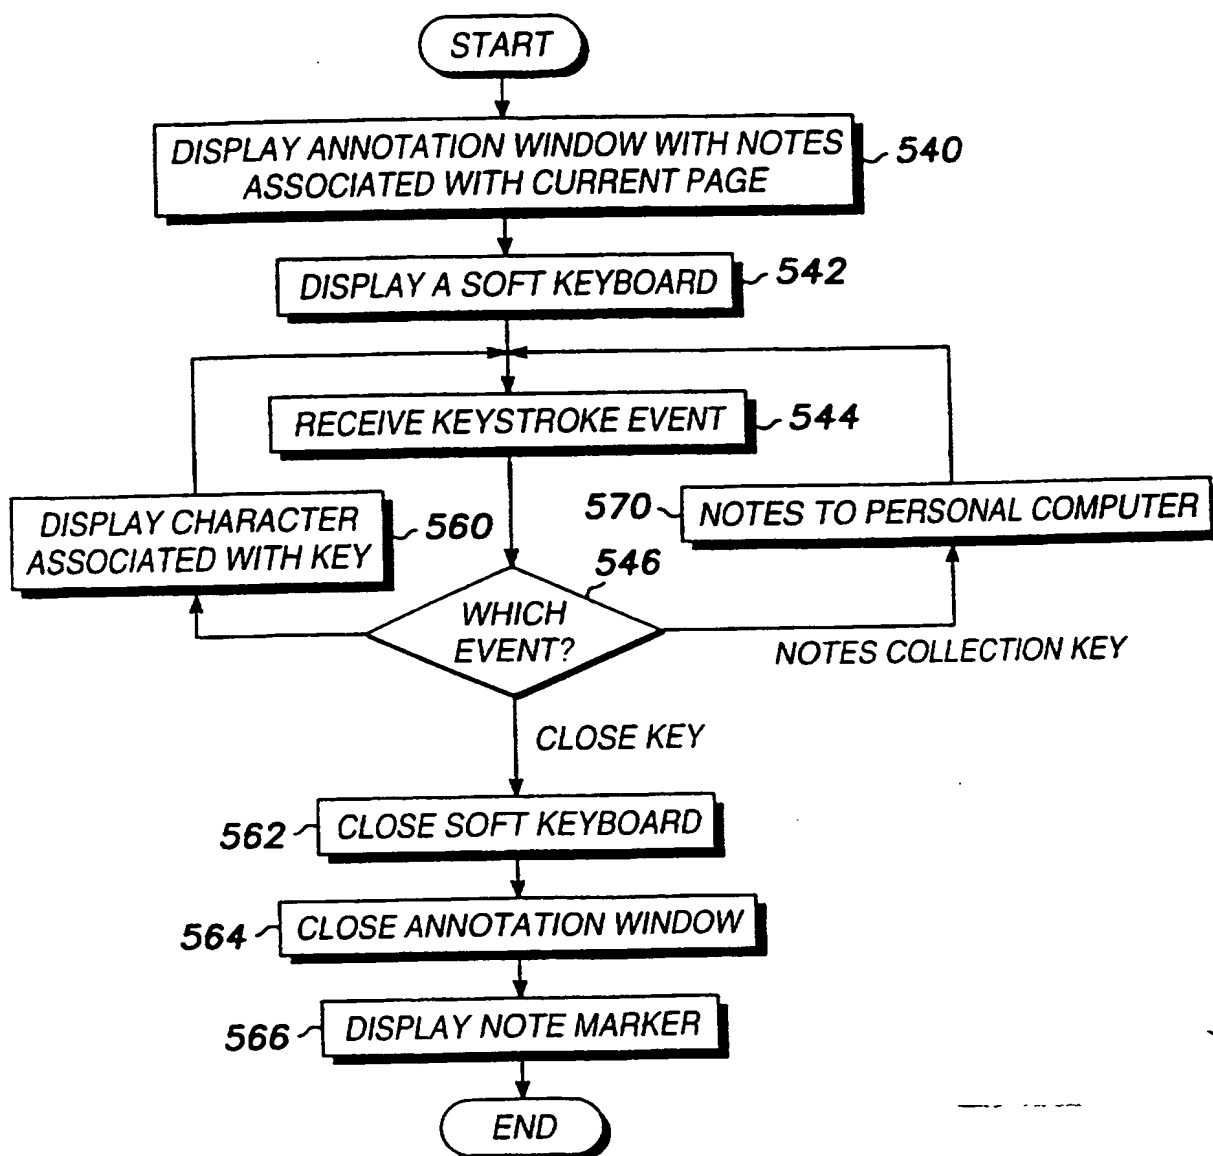 START
DISPLAY ANNOTATION WINDOW WITH NOTES
ASSOCIATED WITH CURRENT PAGE
540
DISPLAY A SOFT KEYBOARD
542
RECEIVE KEYSTROKE EVENT
544
DISPLAY CHARACTER
ASSOCIATED WITH KEY
560
570
NOTES TO PERSONAL COMPUTER
546
WHICH
EVENT?
NOTES COLLECTION KEY
CLOSE KEY
562
CLOSE SOFT KEYBOARD
564
CLOSE ANNOTATION WINDOW
566
DISPLAY NOTE MARKER
END